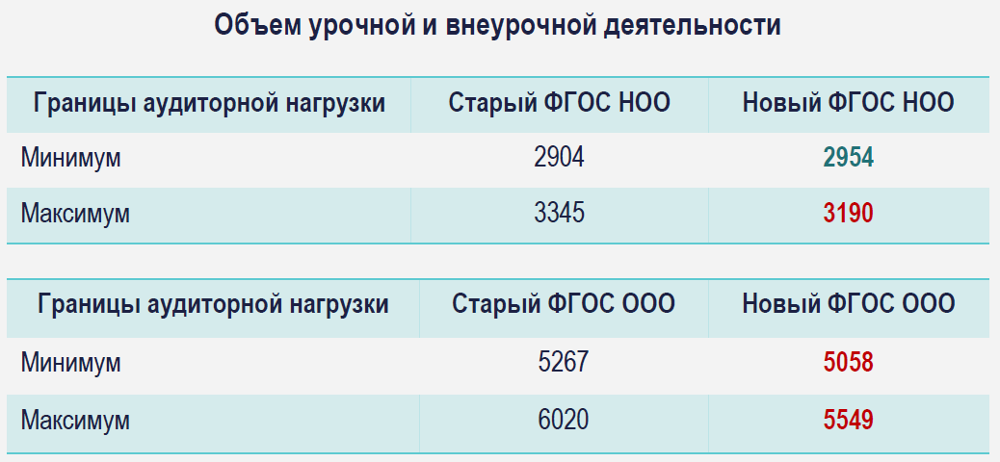 Объем урочной и внеурочной деятельности
Границы аудиторной нагрузки Старый ФГОС НОО Новый ФГОС НОО
Минимум 2904 2954
Максимум 3345 3190
Границы аудиторной нагрузки Старый ФГОС ООО Новый ФГОС ООО
Минимум 5267 5058
Максимум 6020 5549